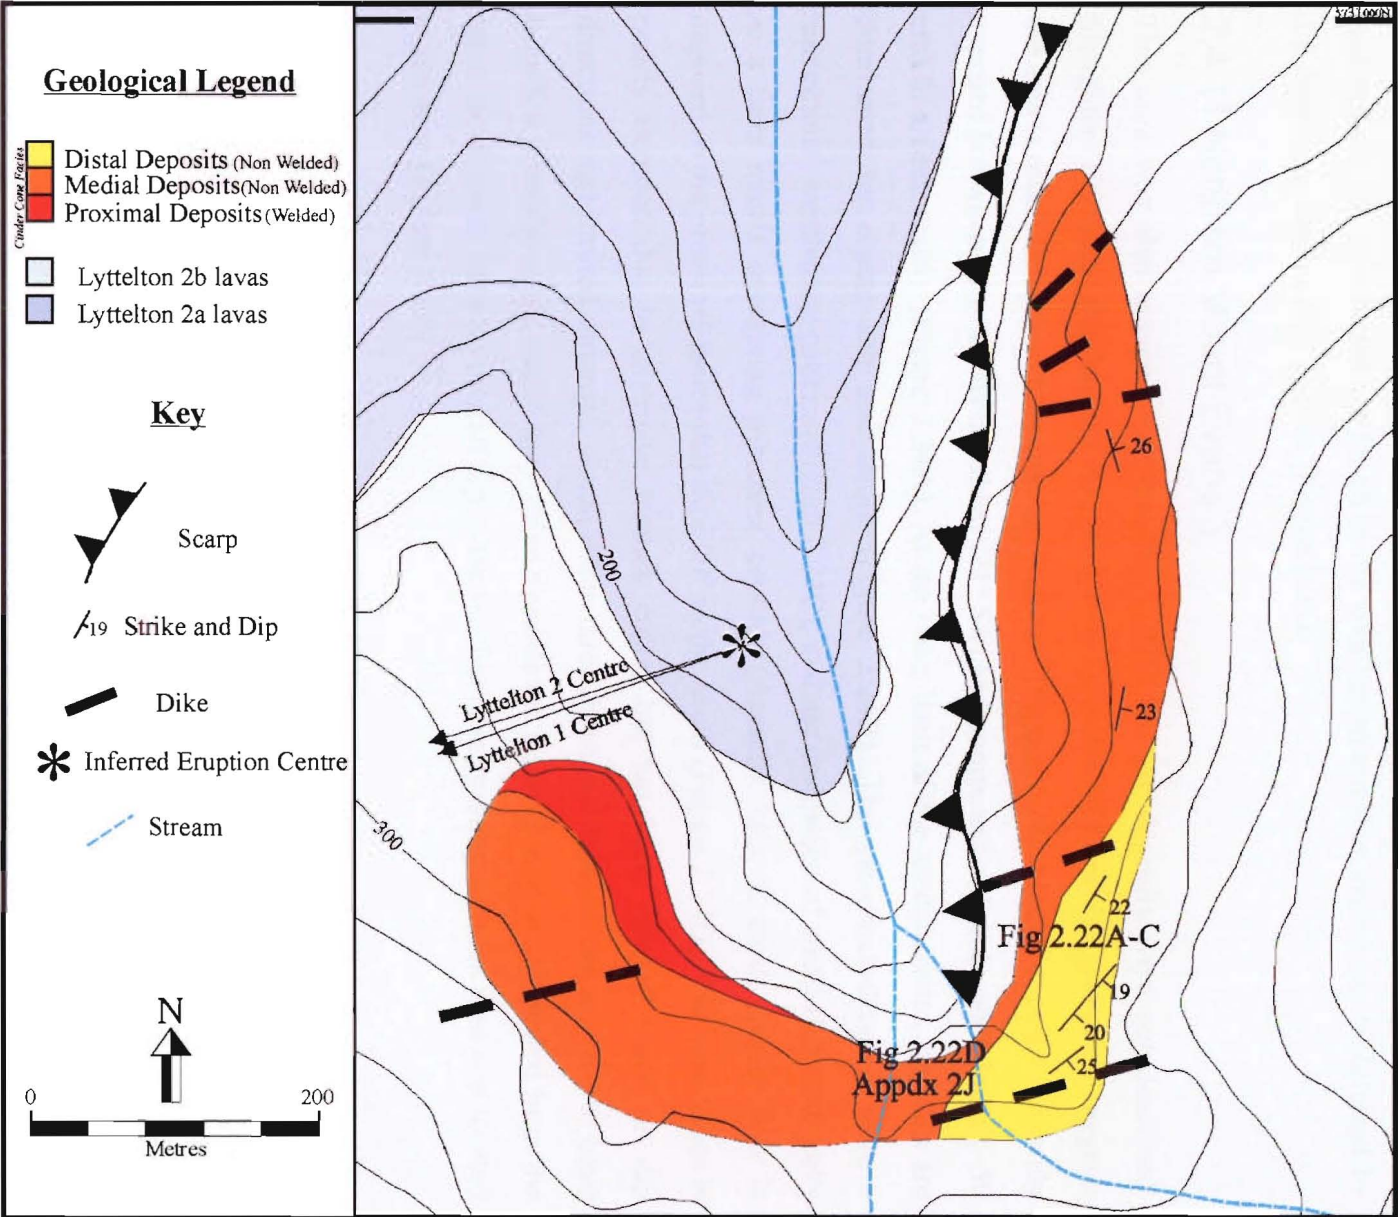 Geological Legend
Cinder Cone Facies
Distal Deposits (Non Welded)
Medial Deposits(Non Welded)
Proximal Deposits (Welded)
Lyttelton 2b lavas
Lyttelton 2a lavas
Key
Scarp
19 Strike and Dip
Dike
Inferred Eruption Centre
Stream
N
0 200
Metres
200
Lyttelton 2 Centre
Lyttelton 1 Centre
300
26
23
22
Fig 2.22A-C
19
20
25
Fig 2.22D
Appdx 2J